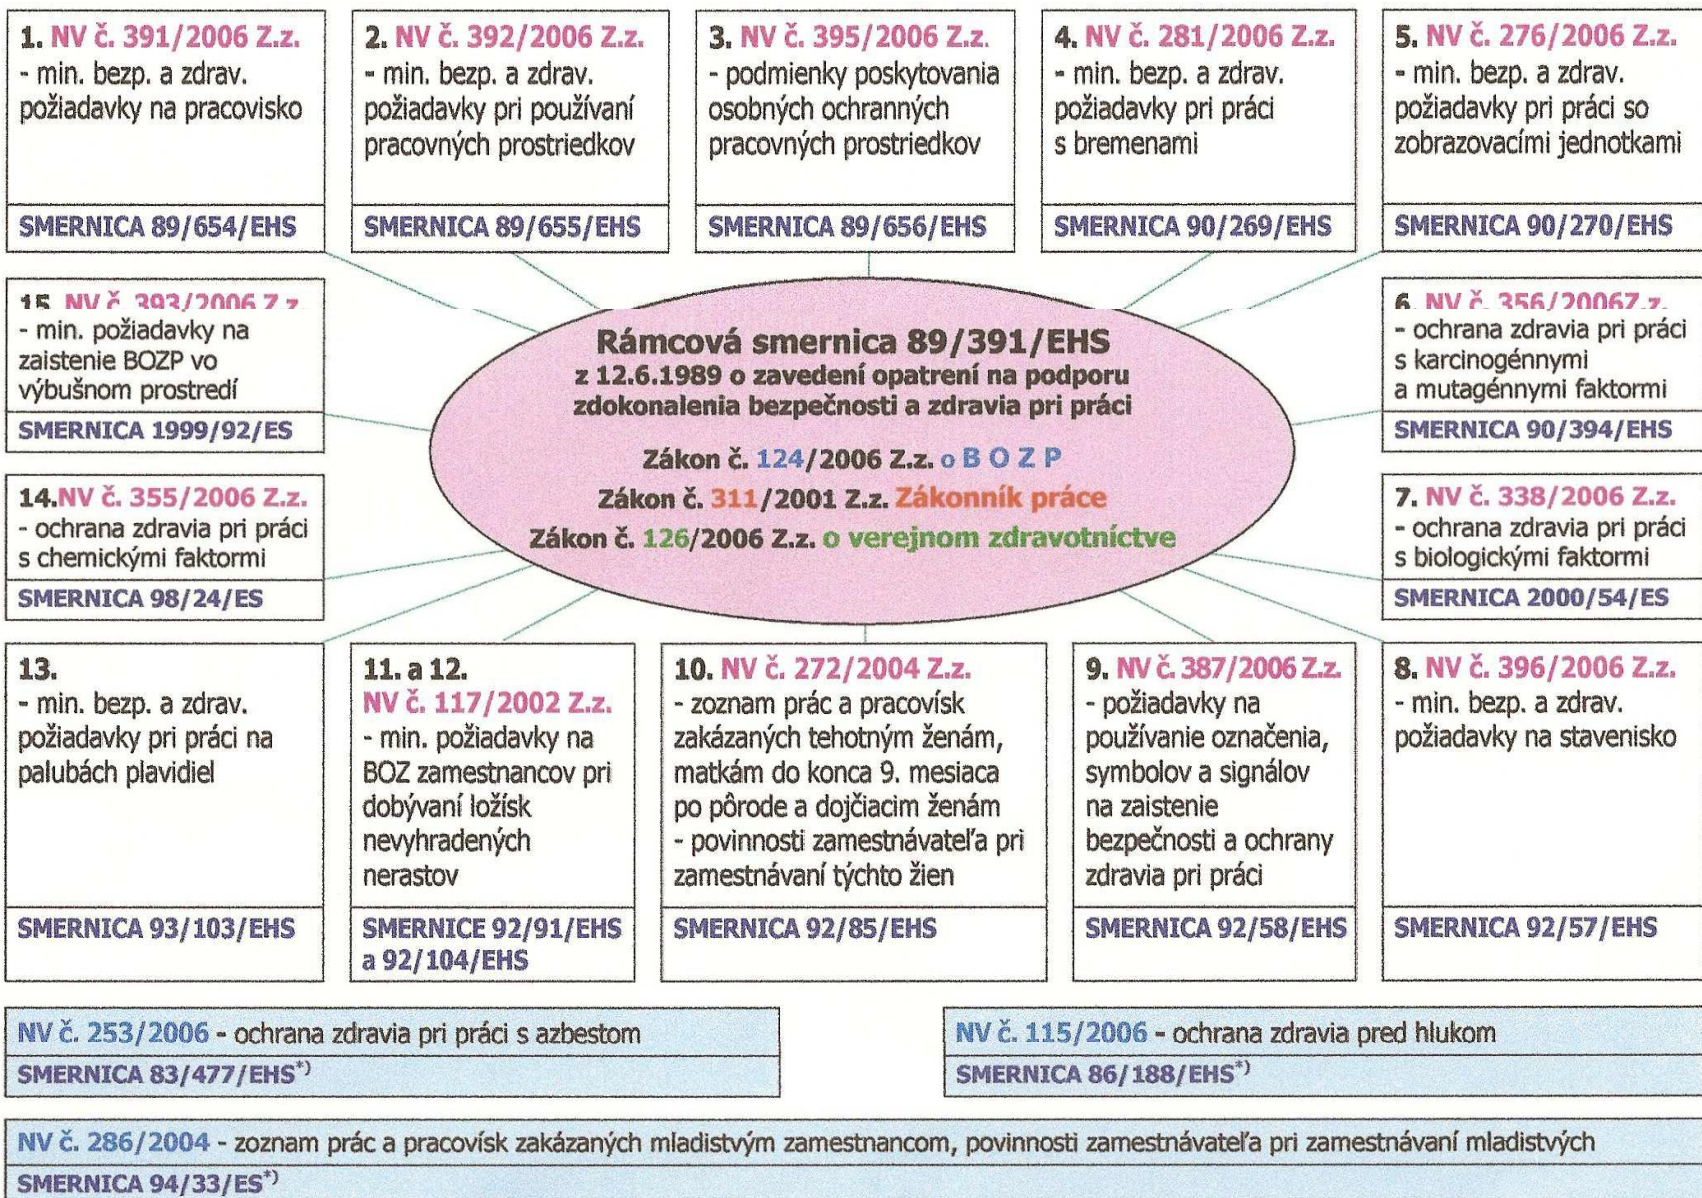 1. NV č. 391/2006 Z.z.
- min. bezp. a zdrav.
požiadavky na pracovisko
SMERNICA 89/654/EHS
2. NV č. 392/2006 Z.z.
- min. bezp. a zdrav.
požiadavky pri používaní
pracovných prostriedkov
SMERNICA 89/655/EHS
3. NV č. 395/2006 Z.z.
- podmienky poskytovania
osobných ochranných
pracovných prostriedkov
SMERNICA 89/656/EHS
4. NV č. 281/2006 Z.z.
- min. bezp. a zdrav.
požiadavky pri práci
s bremenami
SMERNICA 90/269/EHS
5. NV č. 276/2006 Z.z.
- min. bezp. a zdrav.
požiadavky pri práci so
zobrazovacími jednotkami
SMERNICA 90/270/EHS
15. NV č. 393/2006 Z.z.
- min. požiadavky na
zaistenie BOZP vo
výbušnom prostredí
SMERNICA 1999/92/ES
Rámcová smernica 89/391/EHS
z 12.6.1989 o zavedení opatrení na podporu
zdokonalenia bezpečnosti a zdravia pri práci
Zákon č. 124/2006 Z.z. o B O Z P
Zákon č. 311/2001 Z.z. Zákonník práce
Zákon č. 126/2006 Z.z. o verejnom zdravotníctve
6. NV č. 356/2006Z.z.
- ochrana zdravia pri práci
s karcinogénnymi
a mutagénnymi faktormi
SMERNICA 90/394/EHS
14.NV č. 355/2006 Z.z.
- ochrana zdravia pri práci
s chemickými faktormi
SMERNICA 98/24/ES
7. NV č. 338/2006 Z.z.
- ochrana zdravia pri práci
s biologickými faktormi
SMERNICA 2000/54/ES
13.
- min. bezp. a zdrav.
požiadavky pri práci na
palubách plavidiel
SMERNICA 93/103/EHS
11. a 12.
NV č. 117/2002 Z.z.
- min. požiadavky na
BOZ zamestnancov pri
dobývaní ložísk
nevyhradených
nerastov
SMERNICE 92/91/EHS
a 92/104/EHS
10. NV č. 272/2004 Z.z.
- zoznam prác a pracovísk
zakázaných tehotným ženám,
matkám do konca 9. mesiaca
po pôrode a dojčiacim ženám
- povinnosti zamestnávateľa pri
zamestnávaní týchto žien
SMERNICA 92/85/EHS
9. NV č. 387/2006 Z.z.
- požiadavky na
používanie označenia,
symbolov a signálov
na zaistenie
bezpečnosti a ochrany
zdravia pri práci
SMERNICA 92/58/EHS
8. NV č. 396/2006 Z.z.
- min. bezp. a zdrav.
požiadavky na stavenisko
SMERNICA 92/57/EHS
NV č. 253/2006 - ochrana zdravia pri práci s azbestom
SMERNICA 83/477/EHS*)
NV č. 115/2006 - ochrana zdravia pred hlukom
SMERNICA 86/188/EHS*)
NV č. 286/2004 - zoznam prác a pracovísk zakázaných mladistvým zamestnancom, povinnosti zamestnávateľa pri zamestnávaní mladistvých
SMERNICA 94/33/ES*)